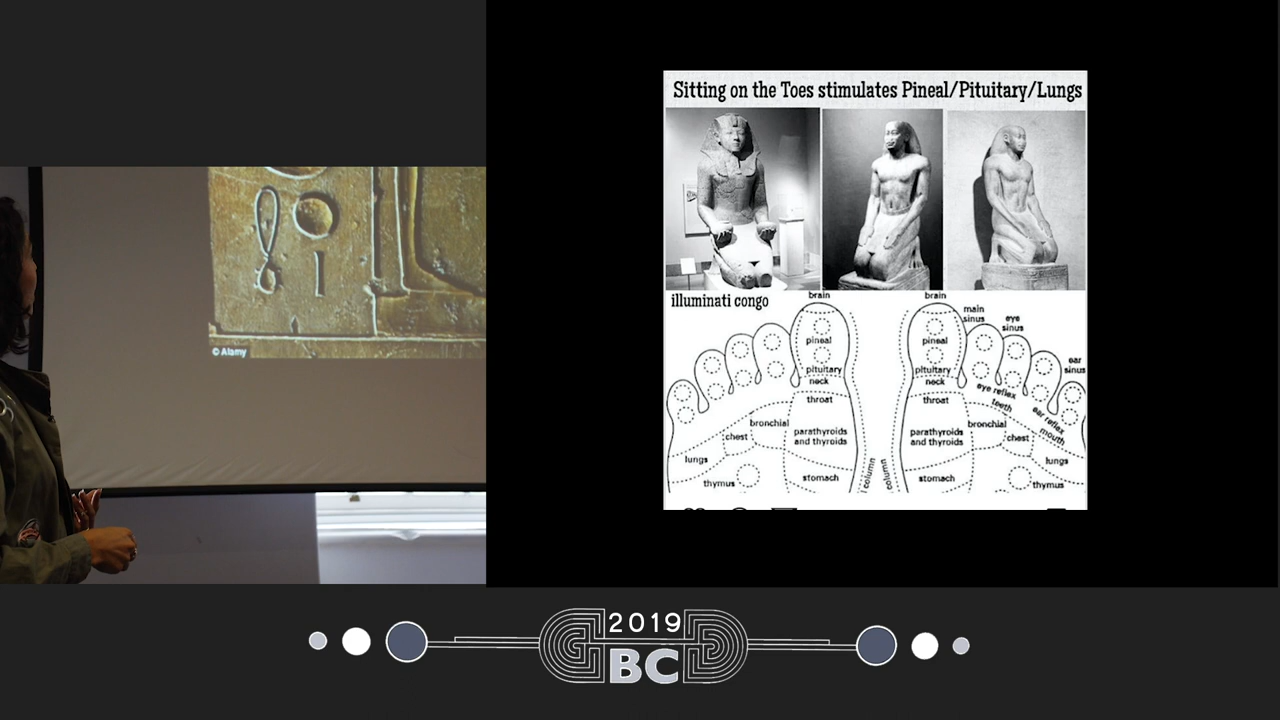 Sitting on the Toes stimulates Pineal/Pituitary/Lungs
illuminati congo
brain
pineal
pituitary
neck
throat
bronchial
parathyroids
and thyroids
chest
lungs
thymus
stomach
column
brain
main
sinus
eye
sinus
ear
sinus
pineal
pituitary
neck
eye reflex
teeth
ear reflex
mouth
throat
bronchial
parathyroids
and thyroids
chest
lungs
thymus
stomach
column
© Alamy
2019
BC